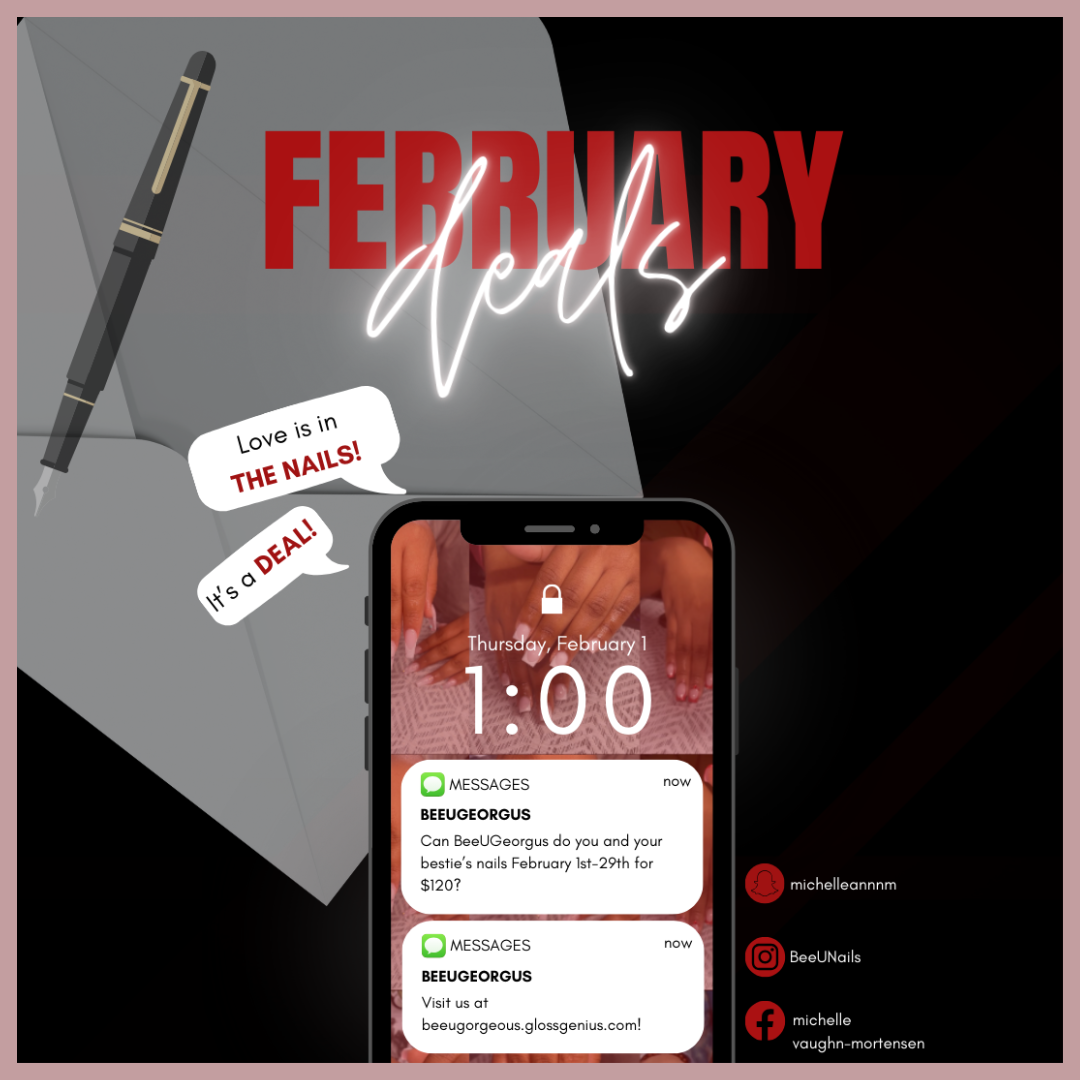 FEBRUARY
deals
Love is in
THE NAILS!
It's a DEAL!
Thursday, February 1
1:00
MESSAGES now
BEEUGEORGUS
Can BeeUGeorgus do you and your
bestie's nails February 1st-29th for
$120?
MESSAGES now
BEEUGEORGUS
Visit us at
beeugorgeous.glossgenius.com!
michelleannnm
BeeUNails
michelle
vaughn-mortensen